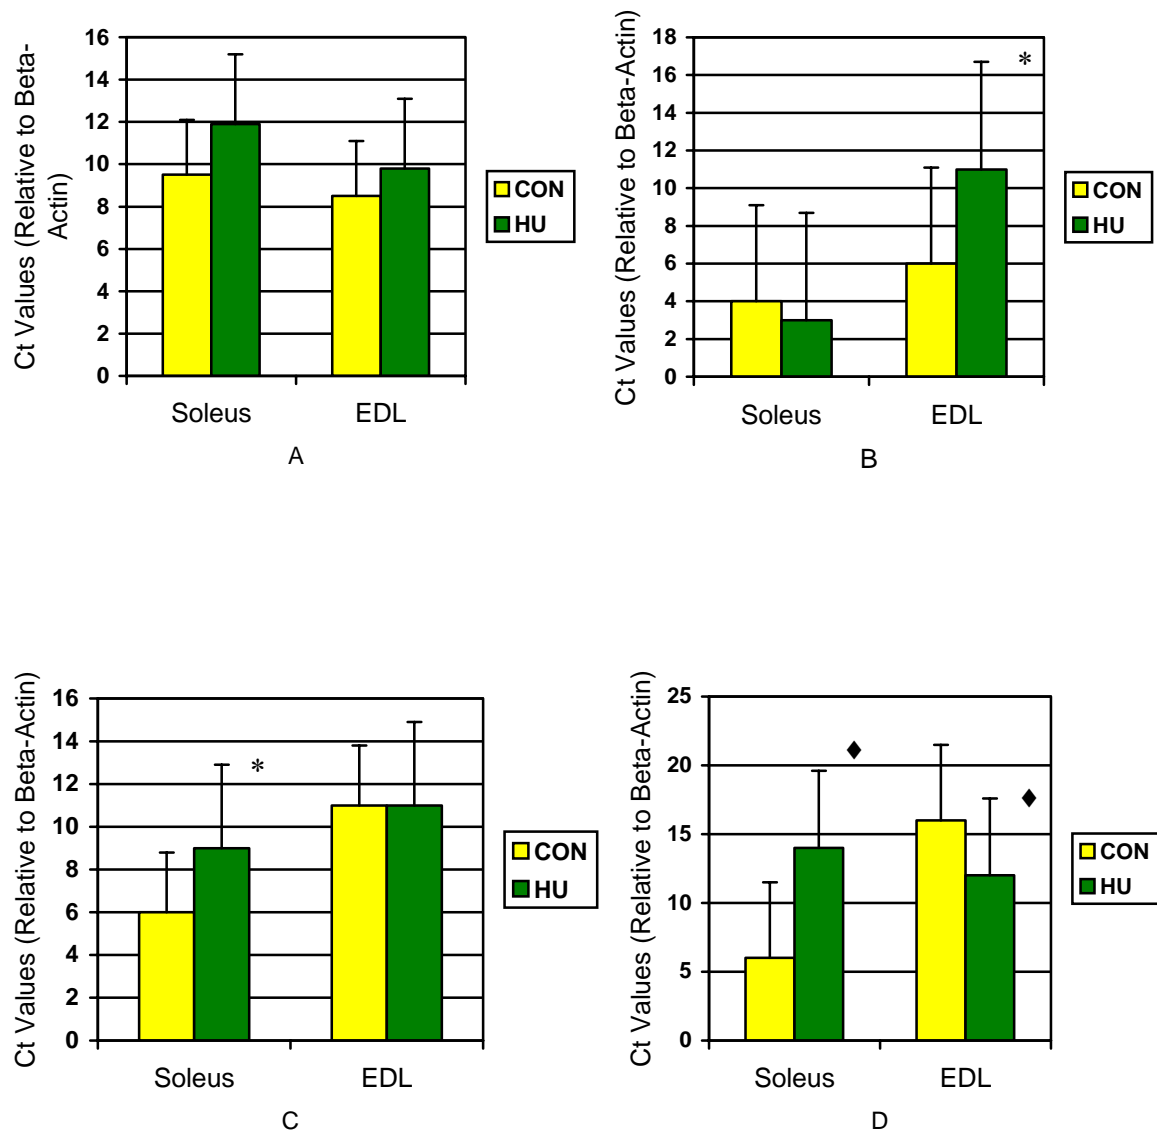 Ct Values (Relative to Beta-
Actin)
16
14
12
10
8
6
4
2
0
Soleus
EDL
CON
HU
A
Ct Values (Relative to Beta-Actin)
18
16
14
12
10
8
6
4
2
0
*
Soleus
EDL
CON
HU
B
Ct Values (Relative to Beta-Actin)
16
14
12
10
8
6
4
2
0
*
Soleus
EDL
CON
HU
C
Ct Values (Relative to Beta-Actin)
25
20
15
10
5
0
♦
♦
Soleus
EDL
CON
HU
D